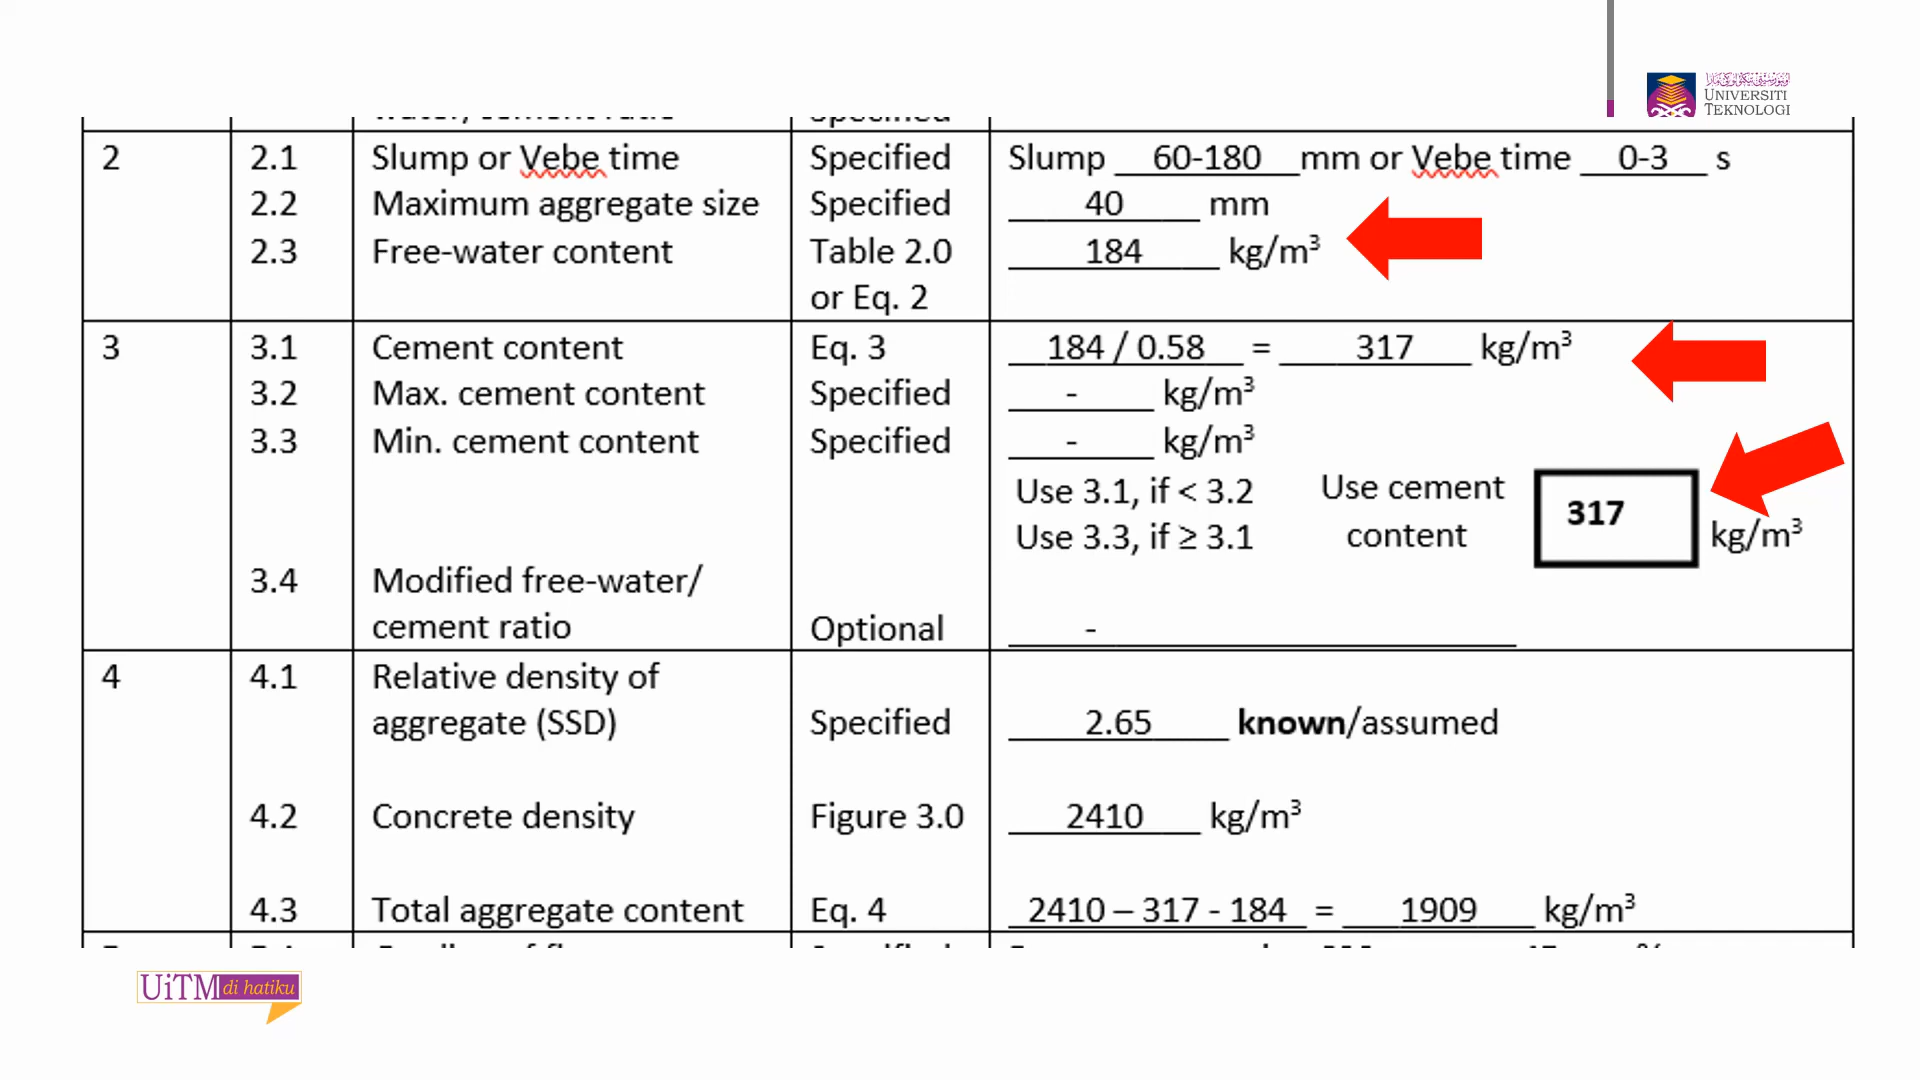 UNIVERSITI
TEKNOLOGI
2 2.1 Slump or Vebe time Specified Slump 60-180 mm or Vebe time 0-3 s
2.2 Maximum aggregate size Specified 40 mm
2.3 Free-water content Table 2.0 184 kg/m³
or Eq. 2
3 3.1 Cement content Eq. 3 184 / 0.58 = 317 kg/m³
3.2 Max. cement content Specified - kg/m³
3.3 Min. cement content Specified - kg/m³
Use 3.1, if < 3.2 Use cement
317
Use 3.3, if ≥ 3.1 content kg/m³
3.4 Modified free-water/
cement ratio Optional -
4 4.1 Relative density of
aggregate (SSD) Specified 2.65 known/assumed
4.2 Concrete density Figure 3.0 2410 kg/m³
4.3 Total aggregate content Eq. 4 2410 – 317 - 184 = 1909 kg/m³
UiTM di hatiku